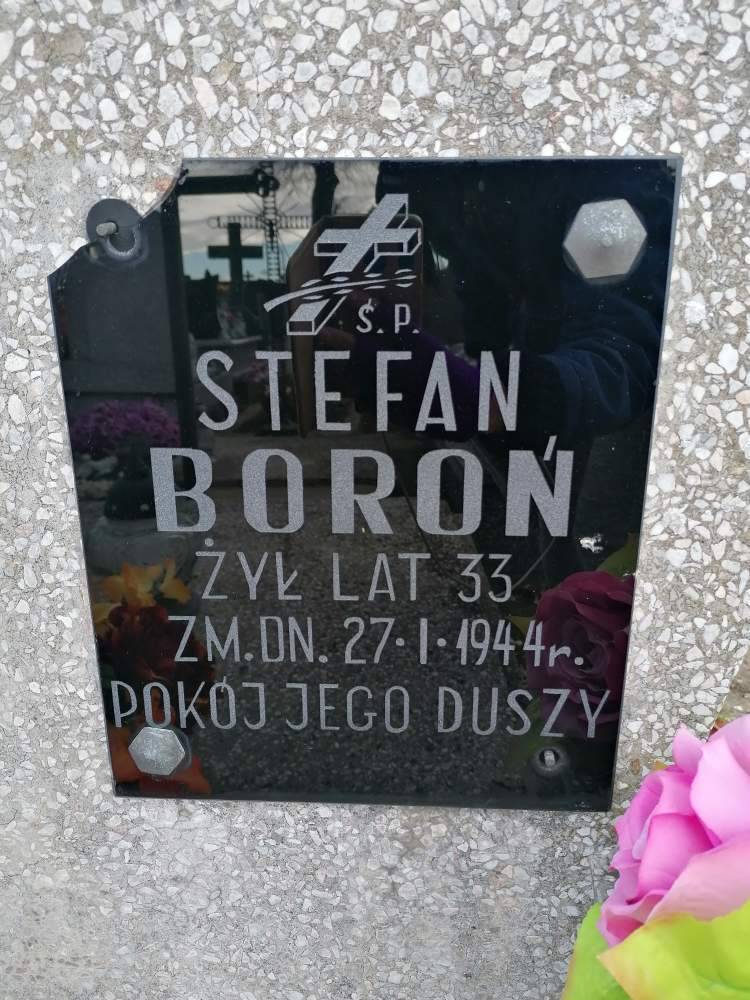 Ś.P.
STEFAN
BOROŃ
ŻYŁ LAT 33
ZM.DN. 27·I·1944r.
POKÓJ JEGO DUSZY